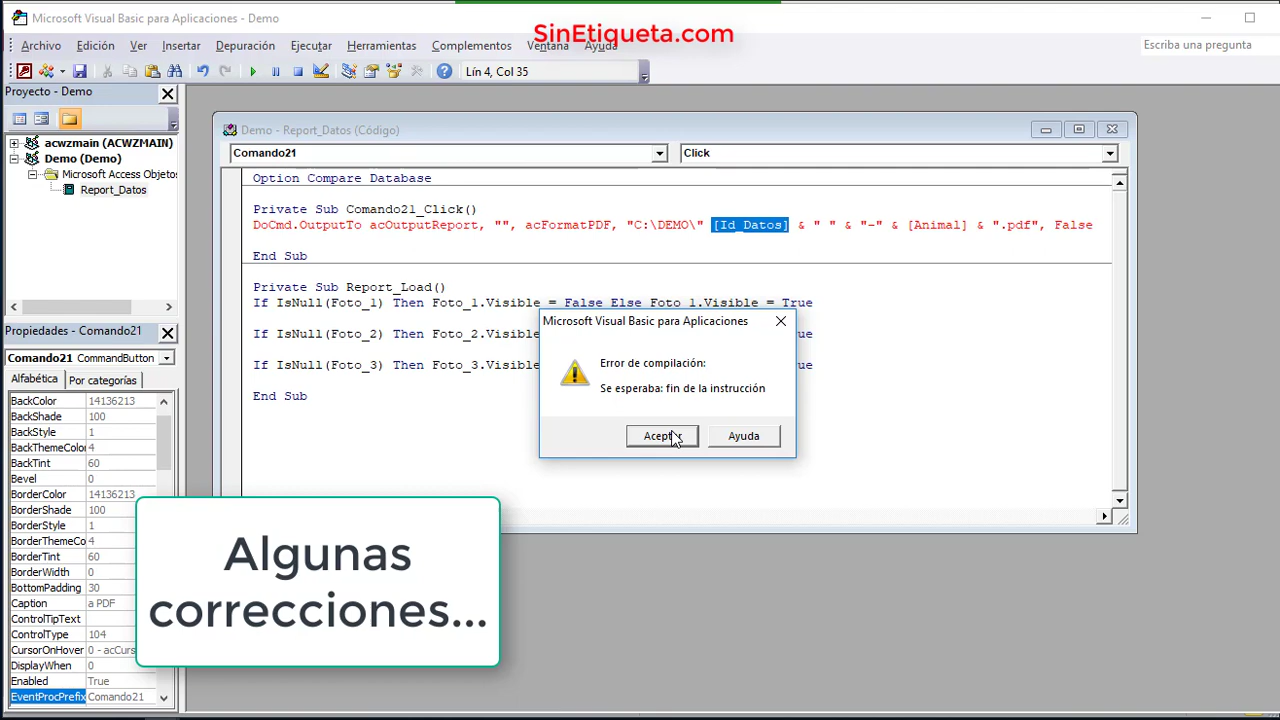 Microsoft Visual Basic para Aplicaciones - Demo
SinEtiqueta.com
Archivo Edición Ver Insertar Depuración Ejecutar Herramientas Complementos Ventana Ayuda
Escriba una pregunta
Lín 4, Col 35
Proyecto - Demo
acwzmain (ACWZMAIN)
Demo (Demo)
Microsoft Access Objetos
Report_Datos
Demo - Report_Datos (Código)
Comando21 Click
Option Compare Database
Private Sub Comando21_Click()
DoCmd.OutputTo acOutputReport, "", acFormatPDF, "C:\DEMO\" [Id_Datos] & " " & "-" & [Animal] & ".pdf", False
End Sub
Private Sub Report_Load()
If IsNull(Foto_1) Then Foto_1.Visible = False Else Foto_1.Visible = True
If IsNull(Foto_2) Then Foto_2.Visible
If IsNull(Foto_3) Then Foto_3.Visible
End Sub
Microsoft Visual Basic para Aplicaciones
Error de compilación:
Se esperaba: fin de la instrucción
Aceptar Ayuda
Propiedades - Comando21
Comando21 CommandButton
Alfabética Por categorías
BackColor 14136213
BackShade 100
BackStyle 1
BackThemeColo 4
BackTint 60
Bevel 0
BorderColor 14136213
BorderShade 100
BorderStyle 1
BorderThemeCo 4
BorderTint 60
BorderWidth 0
BottomPadding 30
Caption a PDF
ControlTipText
ControlType 104
CursorOnHover 0 - acCurs
DisplayWhen 0
Enabled True
EventProcPrefix Comando21
Algunas
correcciones...